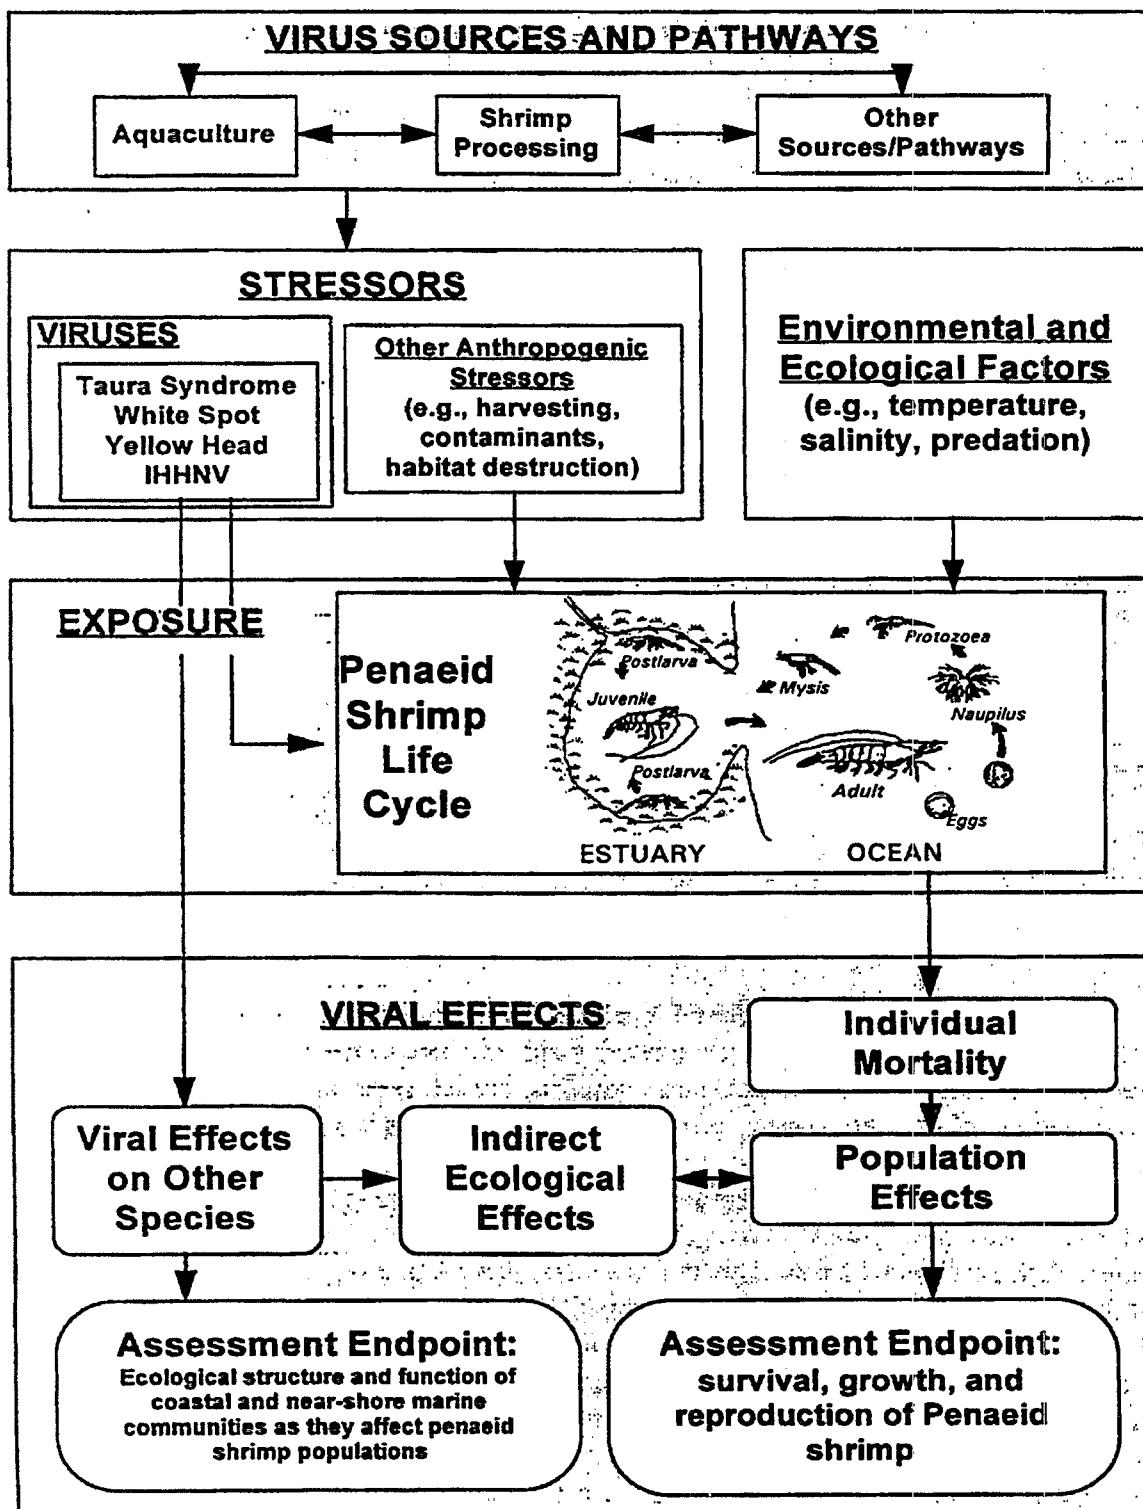 VIRUS SOURCES AND PATHWAYS
Aquaculture
Shrimp
Processing
Other
Sources/Pathways
STRESSORS
VIRUSES
Taura Syndrome
White Spot
Yellow Head
IHHNV
Other Anthropogenic
Stressors
(e.g., harvesting,
contaminants,
habitat destruction)
Environmental and
Ecological Factors
(e.g., temperature,
salinity, predation)
EXPOSURE
Penaeid
Shrimp
Life
Cycle
Postlarva
Juvenile
Postlarva
ESTUARY
Protozoea
Mysis
Naupilus
Adult
Eggs
OCEAN
VIRAL EFFECTS
Individual
Mortality
Viral Effects
on Other
Species
Indirect
Ecological
Effects
Population
Effects
Assessment Endpoint:
Ecological structure and function of
coastal and near-shore marine
communities as they affect penaeid
shrimp populations
Assessment Endpoint:
survival, growth, and
reproduction of Penaeid
shrimp